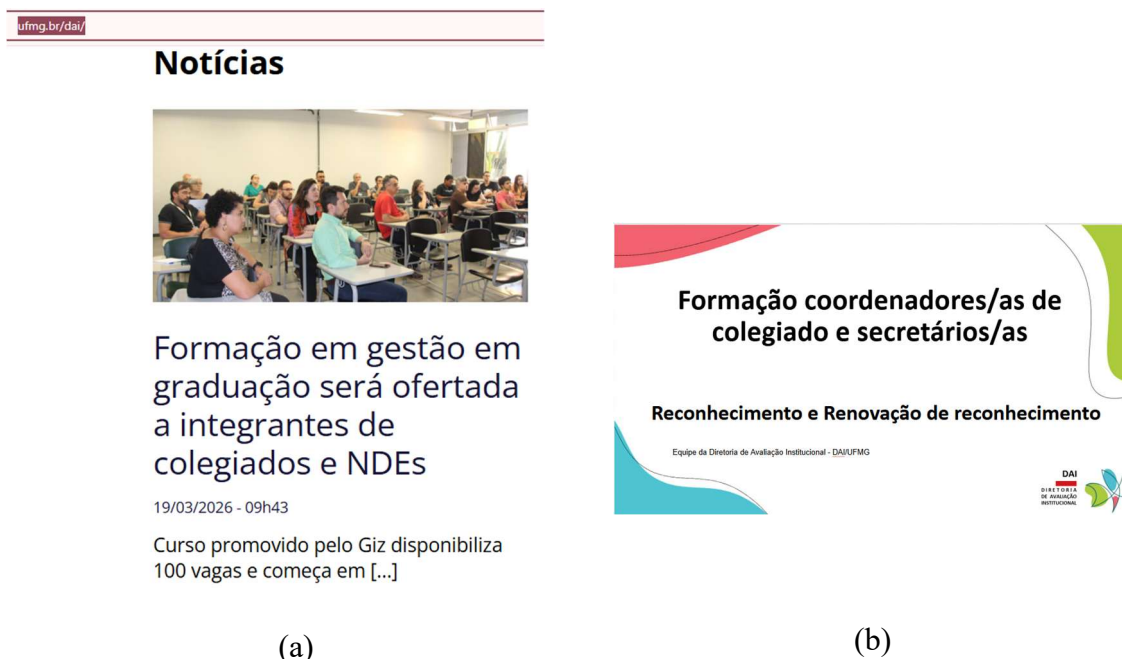 ufmg.br/dai/
Notícias
Formação em gestão em
graduação será ofertada
a integrantes de
colegiados e NDEs
19/03/2026 - 09h43
Curso promovido pelo Giz disponibiliza
100 vagas e começa em [...]
(a)
Formação coordenadores/as de
colegiado e secretários/as
Reconhecimento e Renovação de reconhecimento
Equipe da Diretoria de Avaliação Institucional - DAI/UFMG
DAI
DIRETORIA
DE AVALIAÇÃO
INSTITUCIONAL
(b)